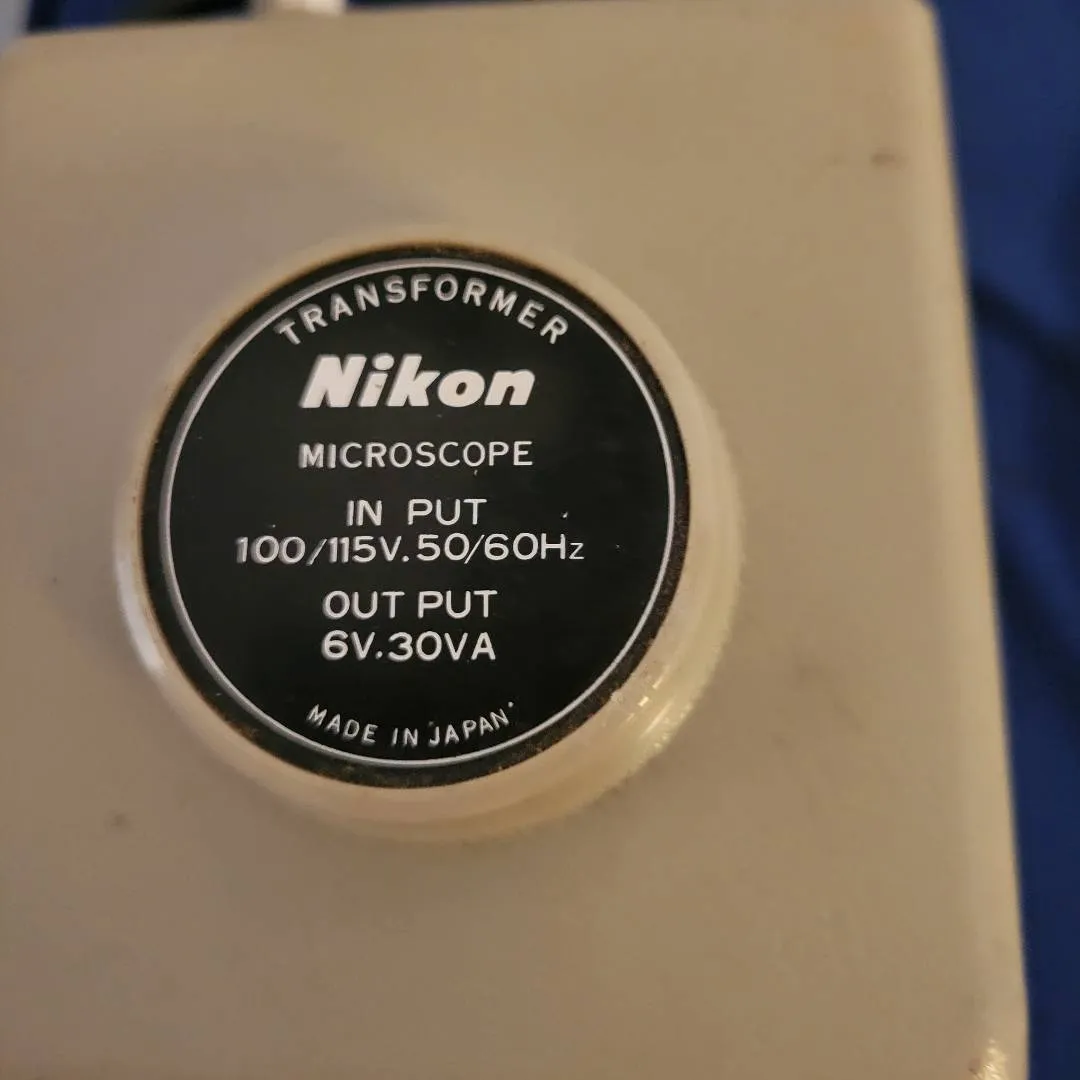 TRANSFORMER
Nikon
MICROSCOPE
IN PUT
100/115V. 50/60Hz
OUT PUT
6V. 30VA
MADE IN JAPAN